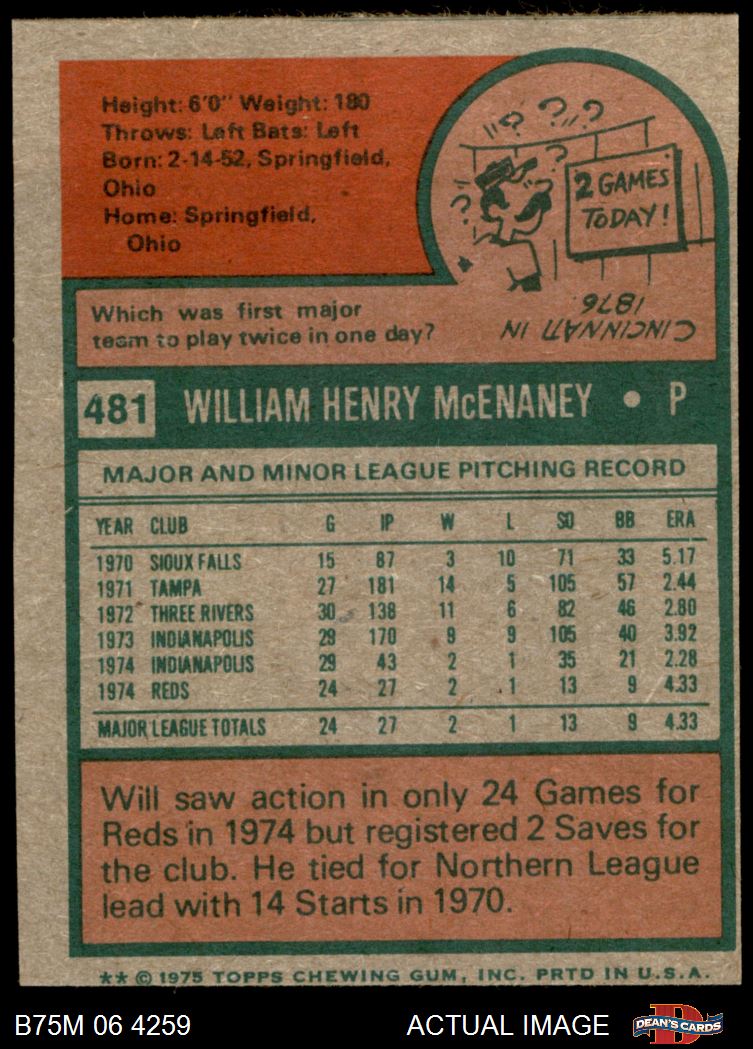 Height: 6'0" Weight: 180
Throws: Left Bats: Left
Born: 2-14-52, Springfield,
Ohio
Home: Springfield,
Ohio
? ? ? ? ? ?
2 GAMES
TODAY!
Which was first major
team to play twice in one day?
CINCINNATI IN
1876.
481 WILLIAM HENRY McENANEY • P
MAJOR AND MINOR LEAGUE PITCHING RECORD
YEAR CLUB G IP W L SO BB ERA
1970 SIOUX FALLS 15 87 3 10 71 33 5.17
1971 TAMPA 27 181 14 5 105 57 2.44
1972 THREE RIVERS 30 138 11 6 82 46 2.80
1973 INDIANAPOLIS 29 170 9 9 105 40 3.92
1974 INDIANAPOLIS 29 43 2 1 35 21 2.28
1974 REDS 24 27 2 1 13 9 4.33
MAJOR LEAGUE TOTALS 24 27 2 1 13 9 4.33
Will saw action in only 24 Games for
Reds in 1974 but registered 2 Saves for
the club. He tied for Northern League
lead with 14 Starts in 1970.
** © 1975 TOPPS CHEWING GUM, INC. PRTD IN U.S.A.
B75M 06 4259 ACTUAL IMAGE DEAN'S CARDS